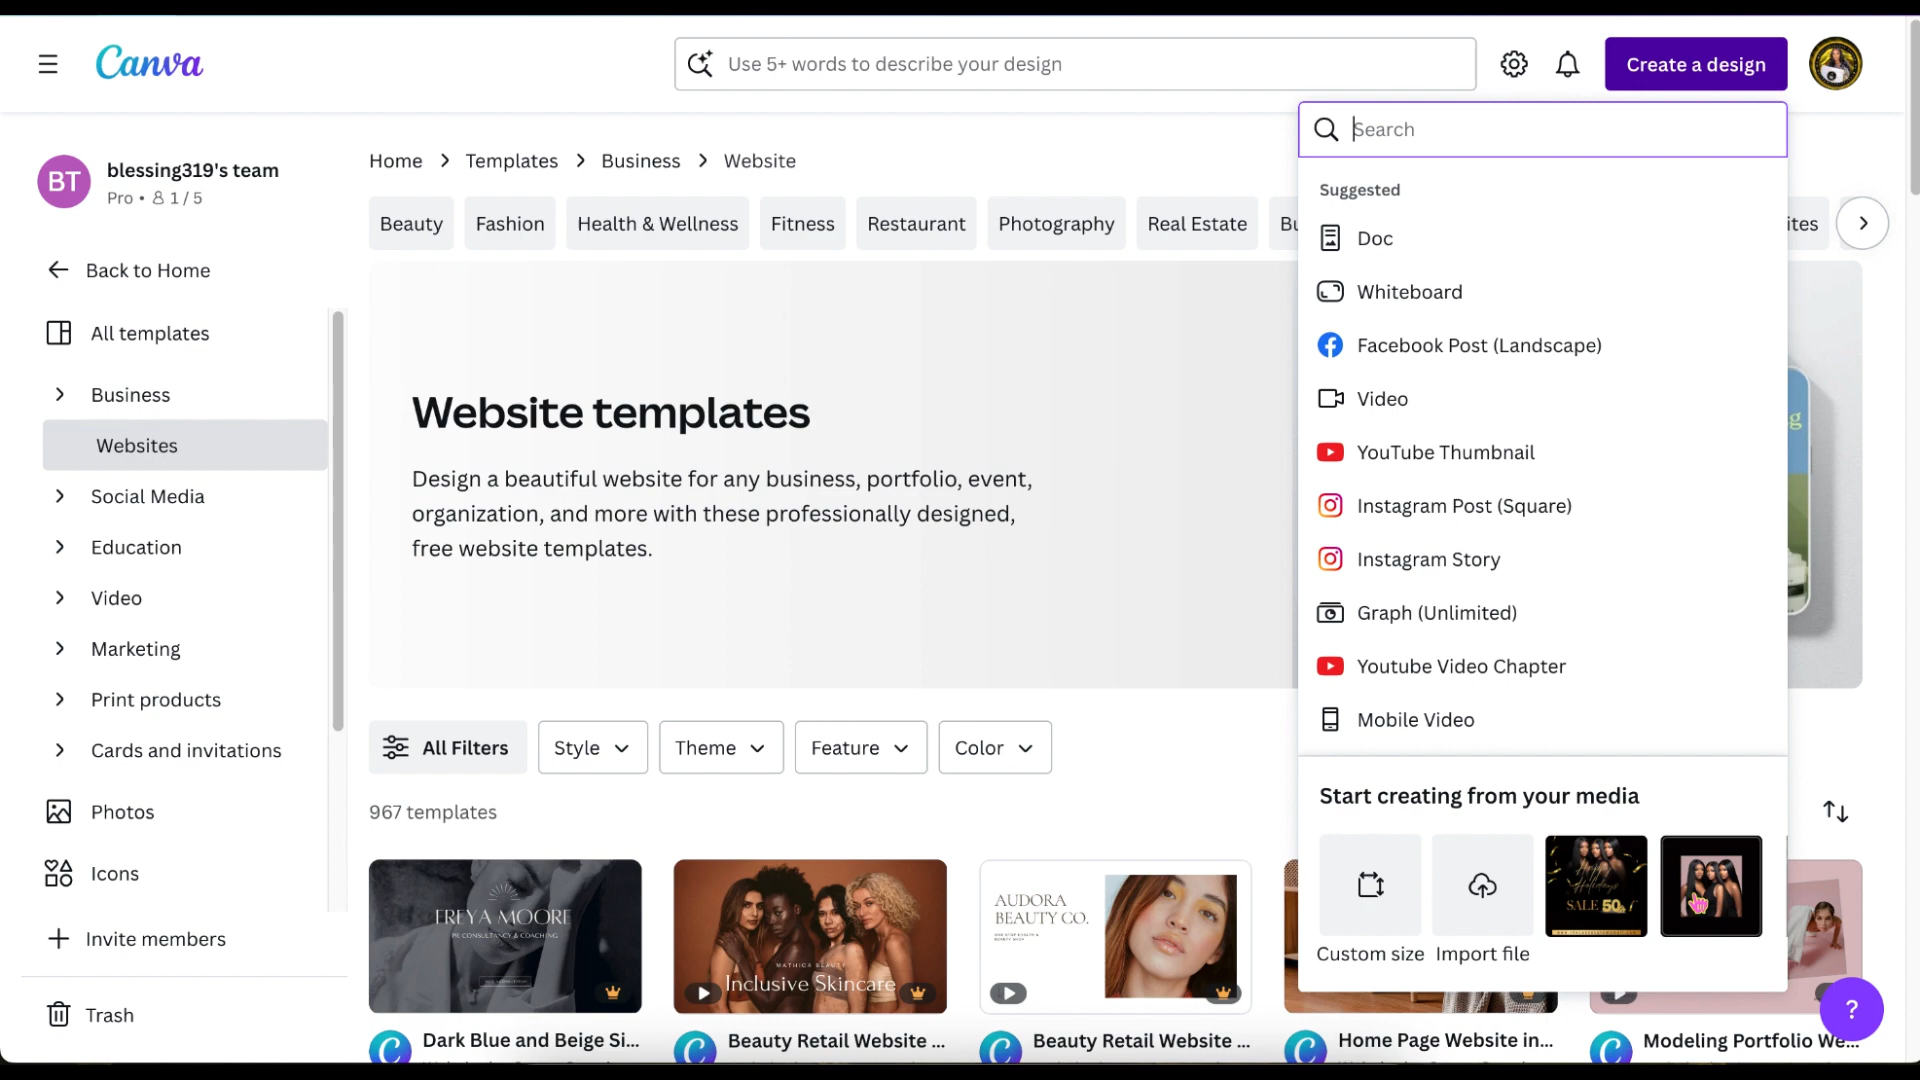 Canva
Use 5+ words to describe your design
Create a design
Search
BT
blessing319's team
Pro • 1 / 5
Home > Templates > Business > Website
Beauty
Fashion
Health & Wellness
Fitness
Restaurant
Photography
Real Estate
Back to Home
All templates
Business
Websites
Social Media
Education
Video
Marketing
Print products
Cards and invitations
Photos
Icons
Invite members
Trash
Website templates
Design a beautiful website for any business, portfolio, event,
organization, and more with these professionally designed,
free website templates.
Suggested
Doc
Whiteboard
Facebook Post (Landscape)
Video
YouTube Thumbnail
Instagram Post (Square)
Instagram Story
Graph (Unlimited)
Youtube Video Chapter
Mobile Video
Start creating from your media
Custom size
Import file
SALE 50%
All Filters
Style
Theme
Feature
Color
967 templates
FREYA MOORE
PR CONSULTANCY & COACHING
MATHICA BEAUTY
Inclusive Skincare
AUDORA
BEAUTY CO.
Dark Blue and Beige Si...
Beauty Retail Website ...
Beauty Retail Website ...
Home Page Website in...
Modeling Portfolio We...
?